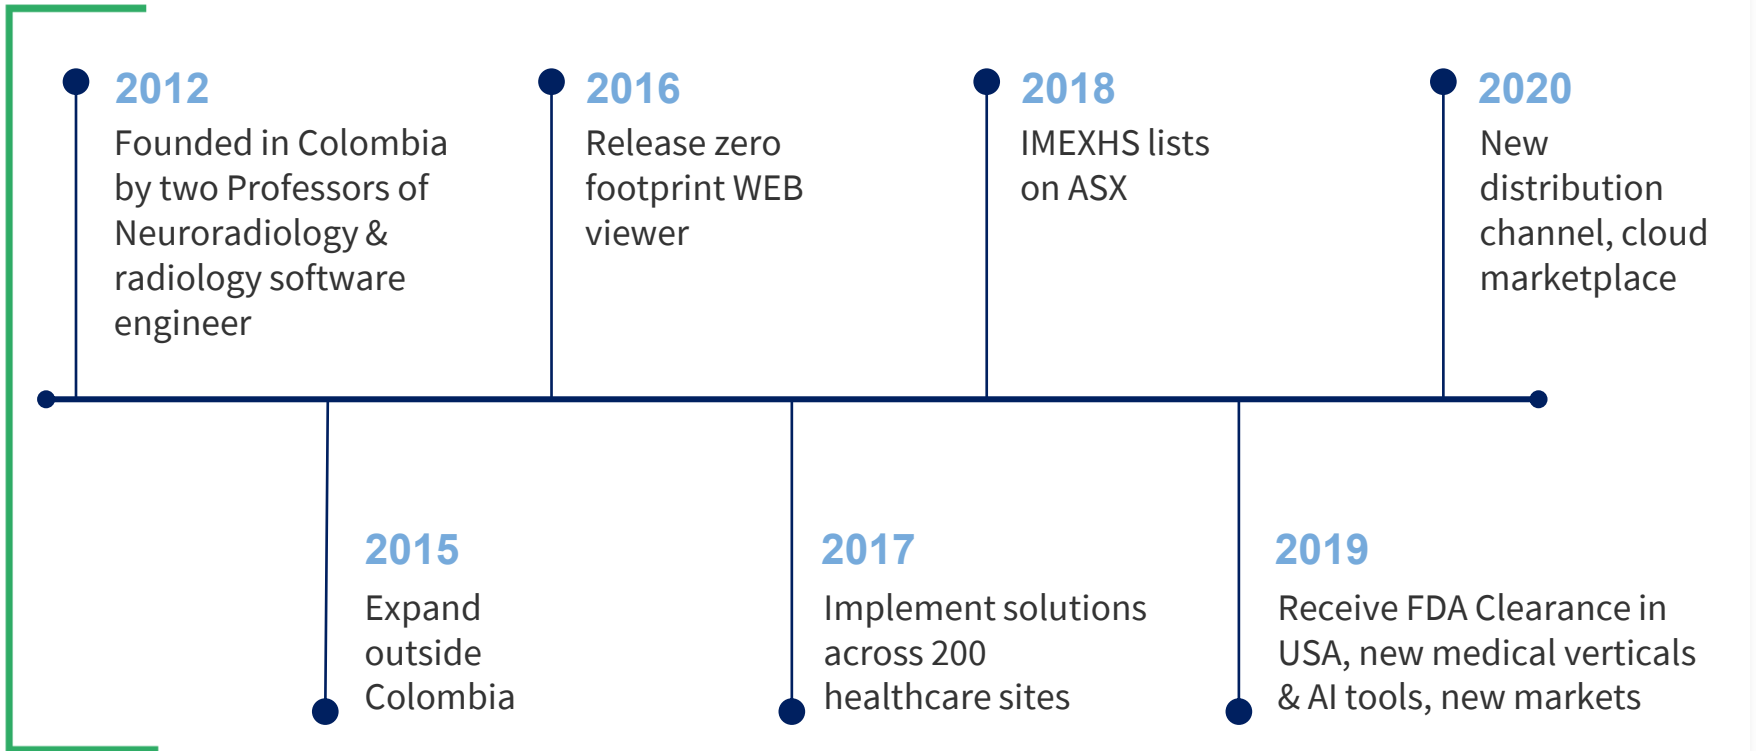 2012
Founded in Colombia
by two Professors of
Neuroradiology &
radiology software
engineer
2015
Expand
outside
Colombia
2016
Release zero
footprint WEB
viewer
2017
Implement solutions
across 200
healthcare sites
2018
IMEXHS lists
on ASX
2019
Receive FDA Clearance in
USA, new medical verticals
& AI tools, new markets
2020
New
distribution
channel, cloud
marketplace